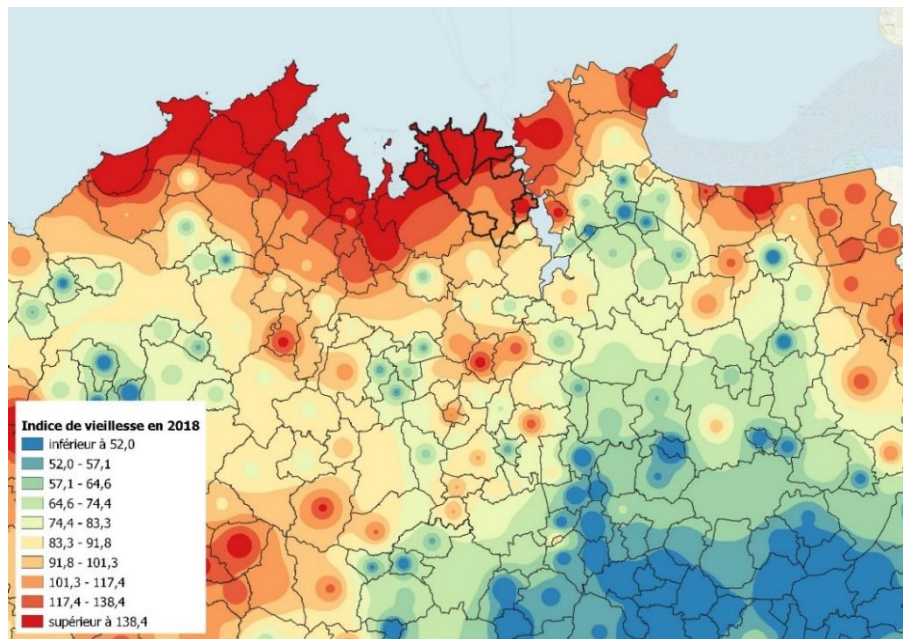 Indice de vieillesse en 2018
inférieur à 52,0
52,0 - 57,1
57,1 - 64,6
64,6 - 74,4
74,4 - 83,3
83,3 - 91,8
91,8 - 101,3
101,3 - 117,4
117,4 - 138,4
supérieur à 138,4